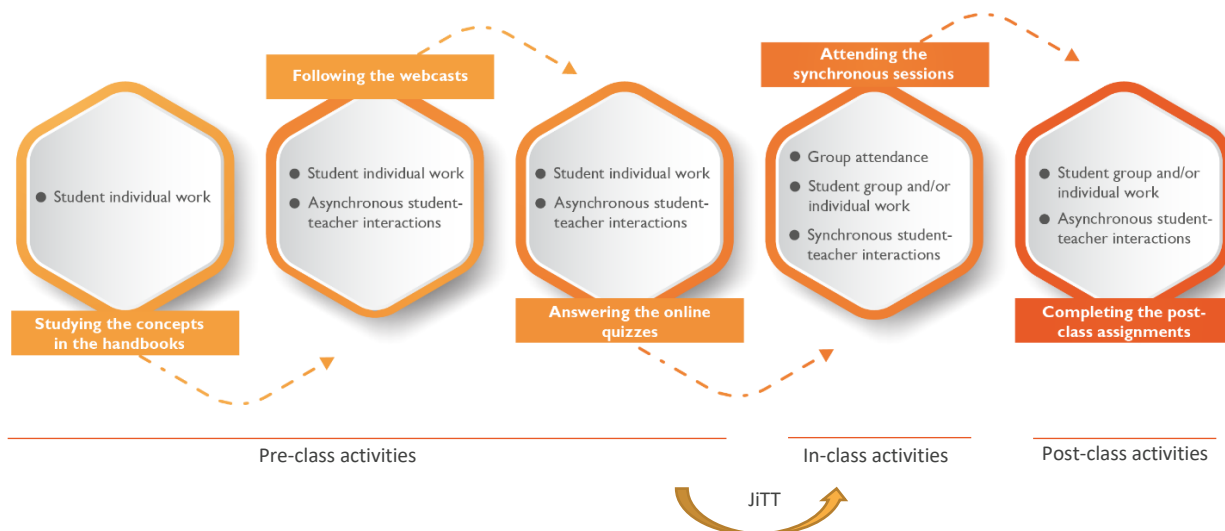 Studying the concepts
in the handbooks
Student individual work
Following the webcasts
Student individual work
Asynchronous student-
teacher interactions
Answering the online
quizzes
Student individual work
Asynchronous student-
teacher interactions
Attending the
synchronous sessions
Group attendance
Student group and/or
individual work
Synchronous student-
teacher interactions
Completing the post-
class assignments
Student group and/or
individual work
Asynchronous student-
teacher interactions
Pre-class activities
In-class activities
Post-class activities
JiTT